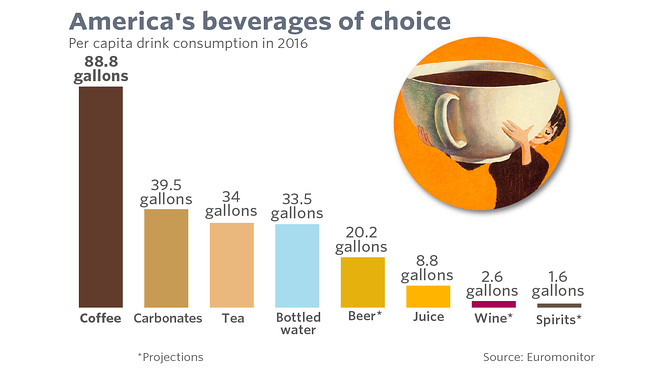 America's beverages of choice
Per capita drink consumption in 2016
88.8
gallons
39.5
gallons
34
gallons
33.5
gallons
20.2
gallons
8.8
gallons
2.6
gallons
1.6
gallons
Coffee
Carbonates
Tea
Bottled
water
Beer*
Juice
Wine*
Spirits*
*Projections
Source: Euromonitor